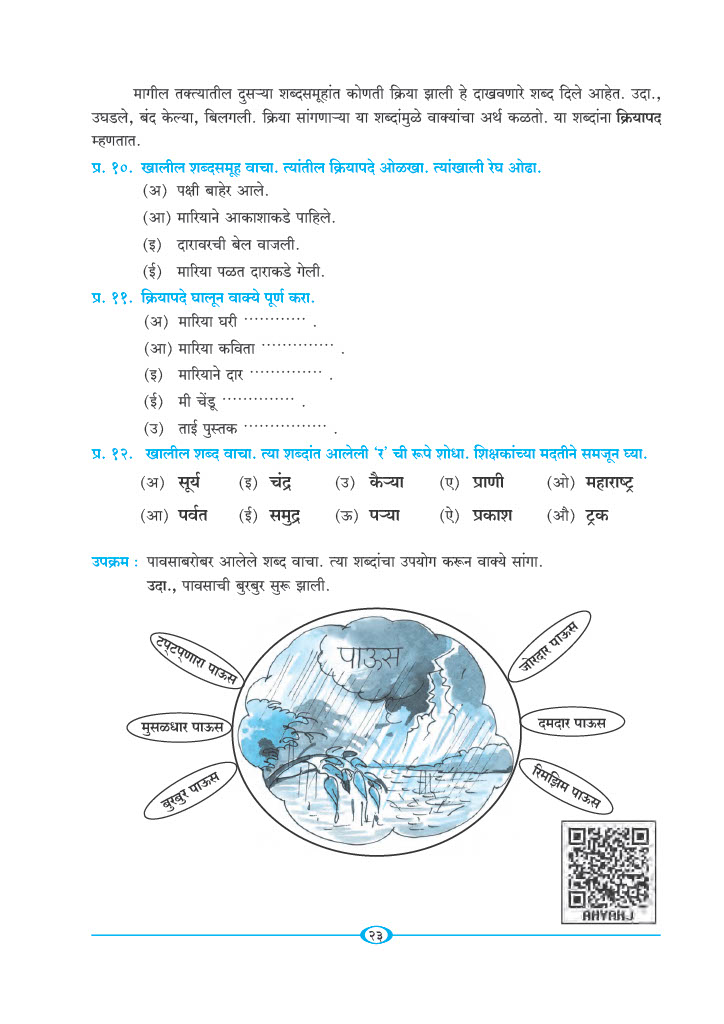 मागील तक्त्यातील दुसऱ्या शब्दसमूहांत कोणती क्रिया झाली हे दाखवणारे शब्द दिले आहेत. उदा.,
उघडले, बंद केल्या, बिलगली. क्रिया सांगणाऱ्या या शब्दांमुळे वाक्यांचा अर्थ कळतो. या शब्दांना क्रियापद
म्हणतात.
प्र. १०. खालील शब्दसमूह वाचा. त्यांतील क्रियापदे ओळखा. त्यांखाली रेघ ओढा.
(अ) पक्षी बाहेर आले.
(आ) मारियाने आकाशाकडे पाहिले.
(इ) दारावरची बेल वाजली.
(ई) मारिया पळत दाराकडे गेली.
प्र. ११. क्रियापदे घालून वाक्ये पूर्ण करा.
(अ) मारिया घरी ············ .
(आ) मारिया कविता ·············· .
(इ) मारियाने दार ·············· .
(ई) मी चेंडू ·············· .
(उ) ताई पुस्तक ················ .
प्र. १२. खालील शब्द वाचा. त्या शब्दांत आलेली ‘र’ ची रूपे शोधा. शिक्षकांच्या मदतीने समजून घ्या.
(अ) सूर्य (इ) चंद्र (उ) कैऱ्या (ए) प्राणी (ओ) महाराष्ट्र
(आ) पर्वत (ई) समुद्र (ऊ) पऱ्या (ऐ) प्रकाश (औ) ट्रक
उपक्रम : पावसाबरोबर आलेले शब्द वाचा. त्या शब्दांचा उपयोग करून वाक्ये सांगा.
उदा., पावसाची बुरबुर सुरू झाली.
पाऊस
टप्‌टप्‌णारा पाऊस
जोरदार पाऊस
मुसळधार पाऊस
दमदार पाऊस
बुरबुर पाऊस
रिमझिम पाऊस
AHYAHJ
२३